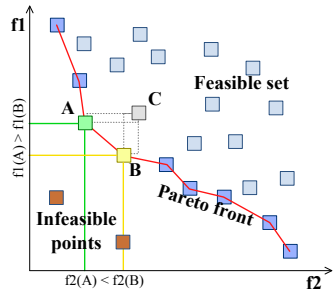 f1
Feasible set
A
C
B
f1(A) > f1(B)
Pareto front
Infeasible
points
f2(A) < f2(B)
f2